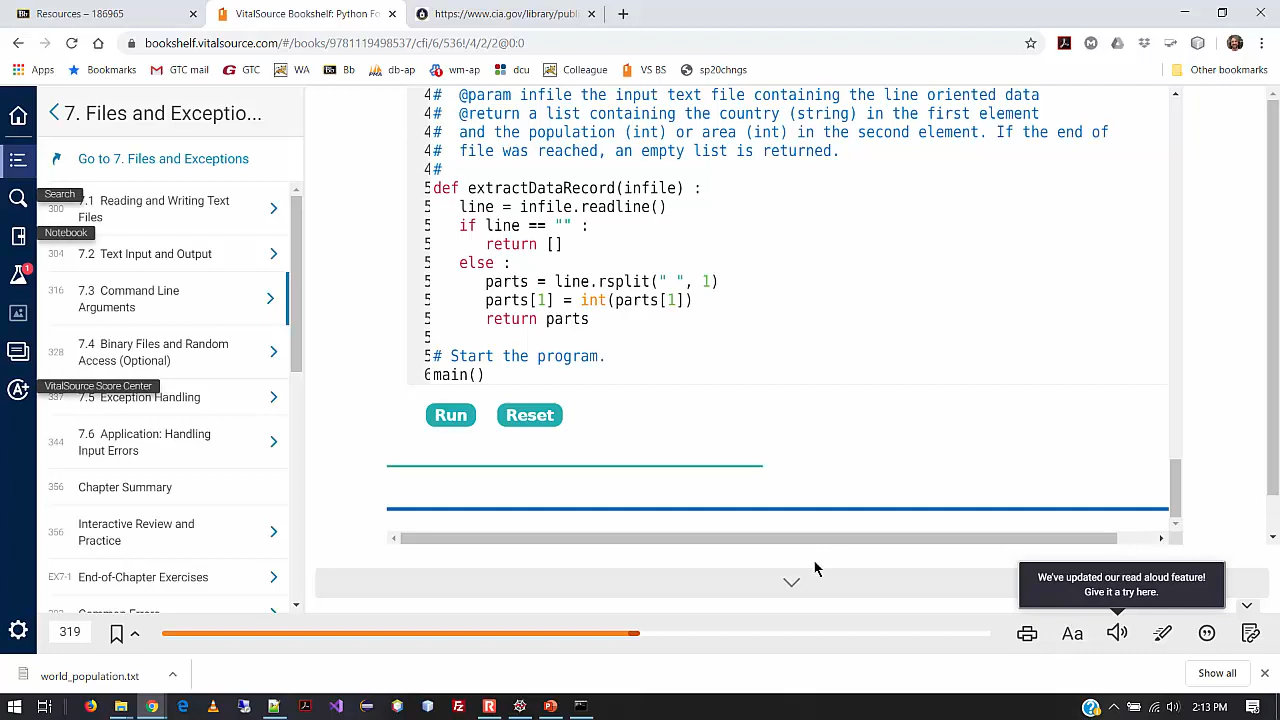 Resources – 186965
VitalSource Bookshelf: Python Fo
https://www.cia.gov/library/publ
bookshelf.vitalsource.com/#/books/9781119498537/cfi/6/536!/4/2/2@0:0
Apps
Bookmarks
GTC mail
GTC
WA
Bb
db-ap
wm-ap
dcu
Colleague
VS BS
sp20chngs
Other bookmarks
7. Files and Exceptio...
Go to 7. Files and Exceptions
Search
300
7.1 Reading and Writing Text
Files
Notebook
304 7.2 Text Input and Output
316 7.3 Command Line
Arguments
328 7.4 Binary Files and Random
Access (Optional)
VitalSource Score Center
337 7.5 Exception Handling
344 7.6 Application: Handling
Input Errors
356 Chapter Summary
356 Interactive Review and
Practice
EX7-1 End-of-Chapter Exercises
Common Errors
4# @param infile the input text file containing the line oriented data
4# @return a list containing the country (string) in the first element
4# and the population (int) or area (int) in the second element. If the end of
4# file was reached, an empty list is returned.
4#
5def extractDataRecord(infile) :
5 line = infile.readline()
5 if line == "" :
5 return []
5 else :
5 parts = line.rsplit(" ", 1)
5 parts[1] = int(parts[1])
5 return parts
5
5# Start the program.
6main()
Run
Reset
We've updated our read aloud feature!
Give it a try here.
319
Aa
world_population.txt
Show all
2:13 PM